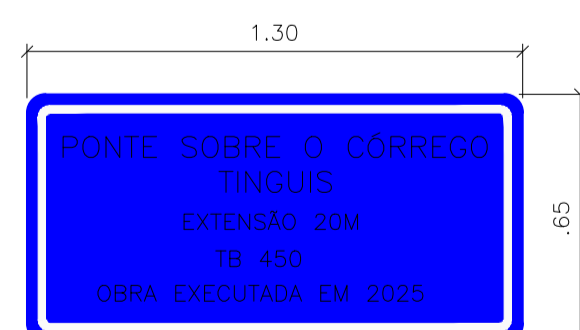 1.30
PONTE SOBRE O CÓRREGO
TINGUIS
EXTENSÃO 20M
TB 450
OBRA EXECUTADA EM 2025
.65